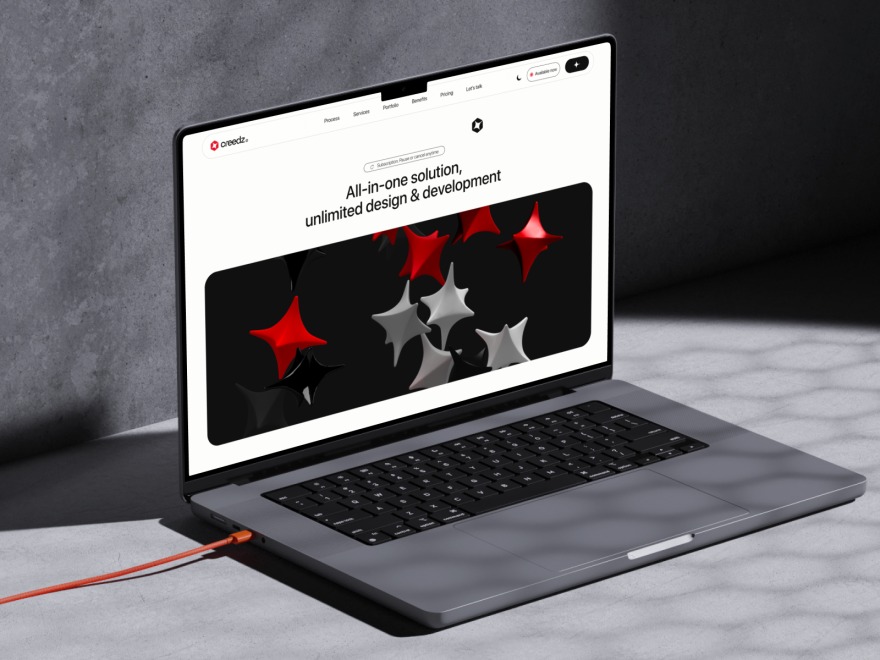 creedz
Process
Services
Portfolio
Benefits
Pricing
Let's talk
Available now
Subscription. Pause or cancel anytime
All-in-one solution,
unlimited design & development